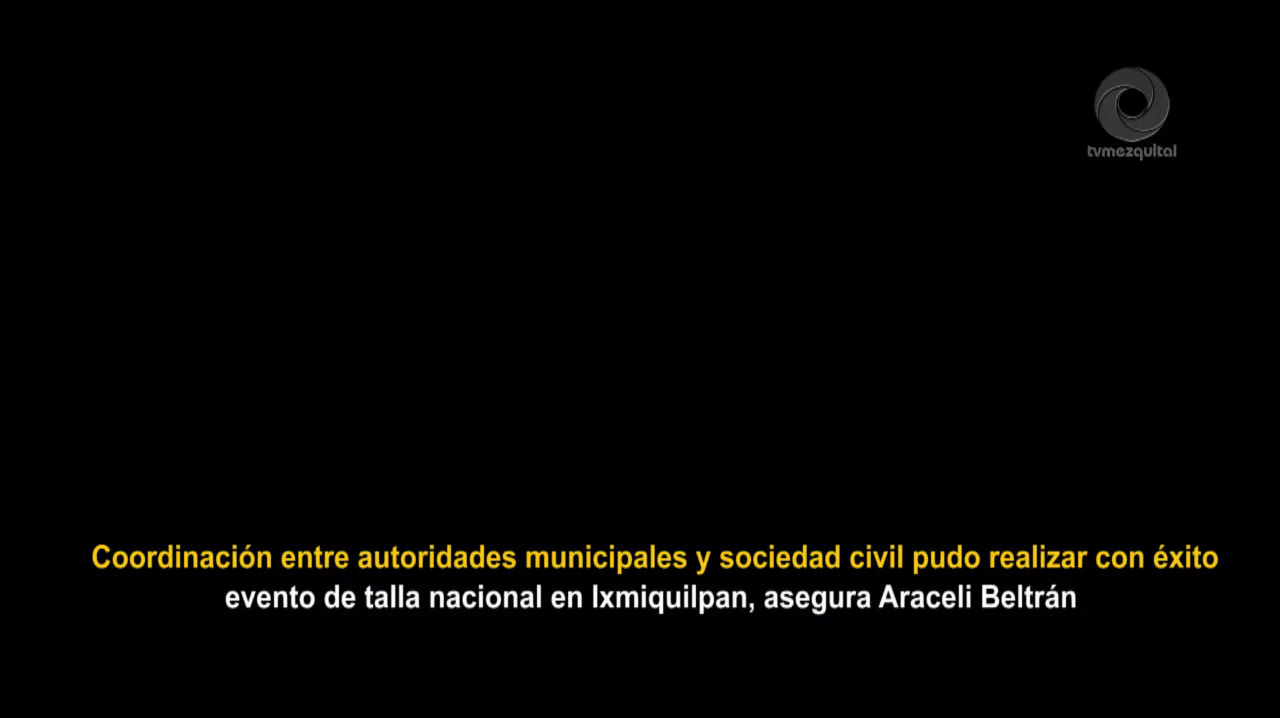 tvmezquital
Coordinación entre autoridades municipales y sociedad civil pudo realizar con éxito
evento de talla nacional en Ixmiquilpan, asegura Araceli Beltrán